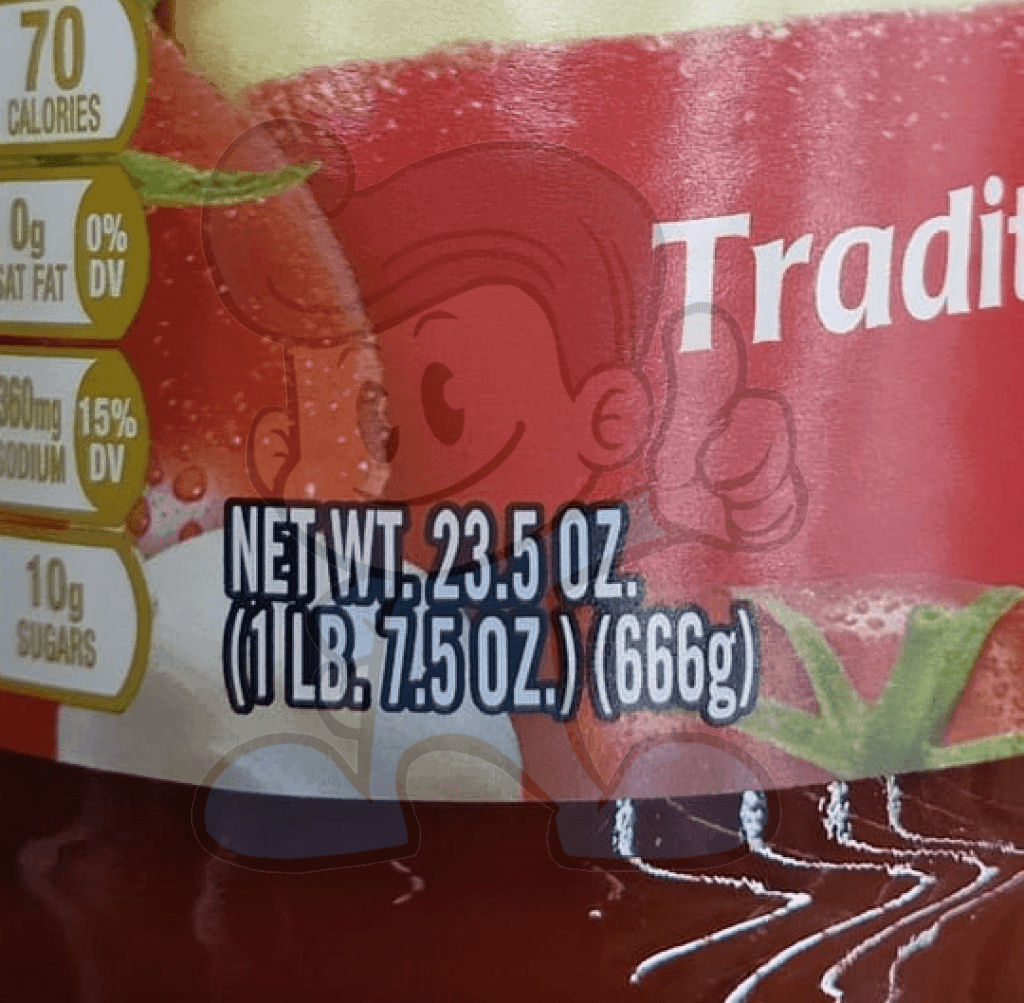 70
CALORIES
0g
SAT FAT
0%
DV
360mg
SODIUM
15%
DV
10g
SUGARS
Tradit
NET WT. 23.5 OZ.
(1 LB. 7.5 OZ.) (666g)